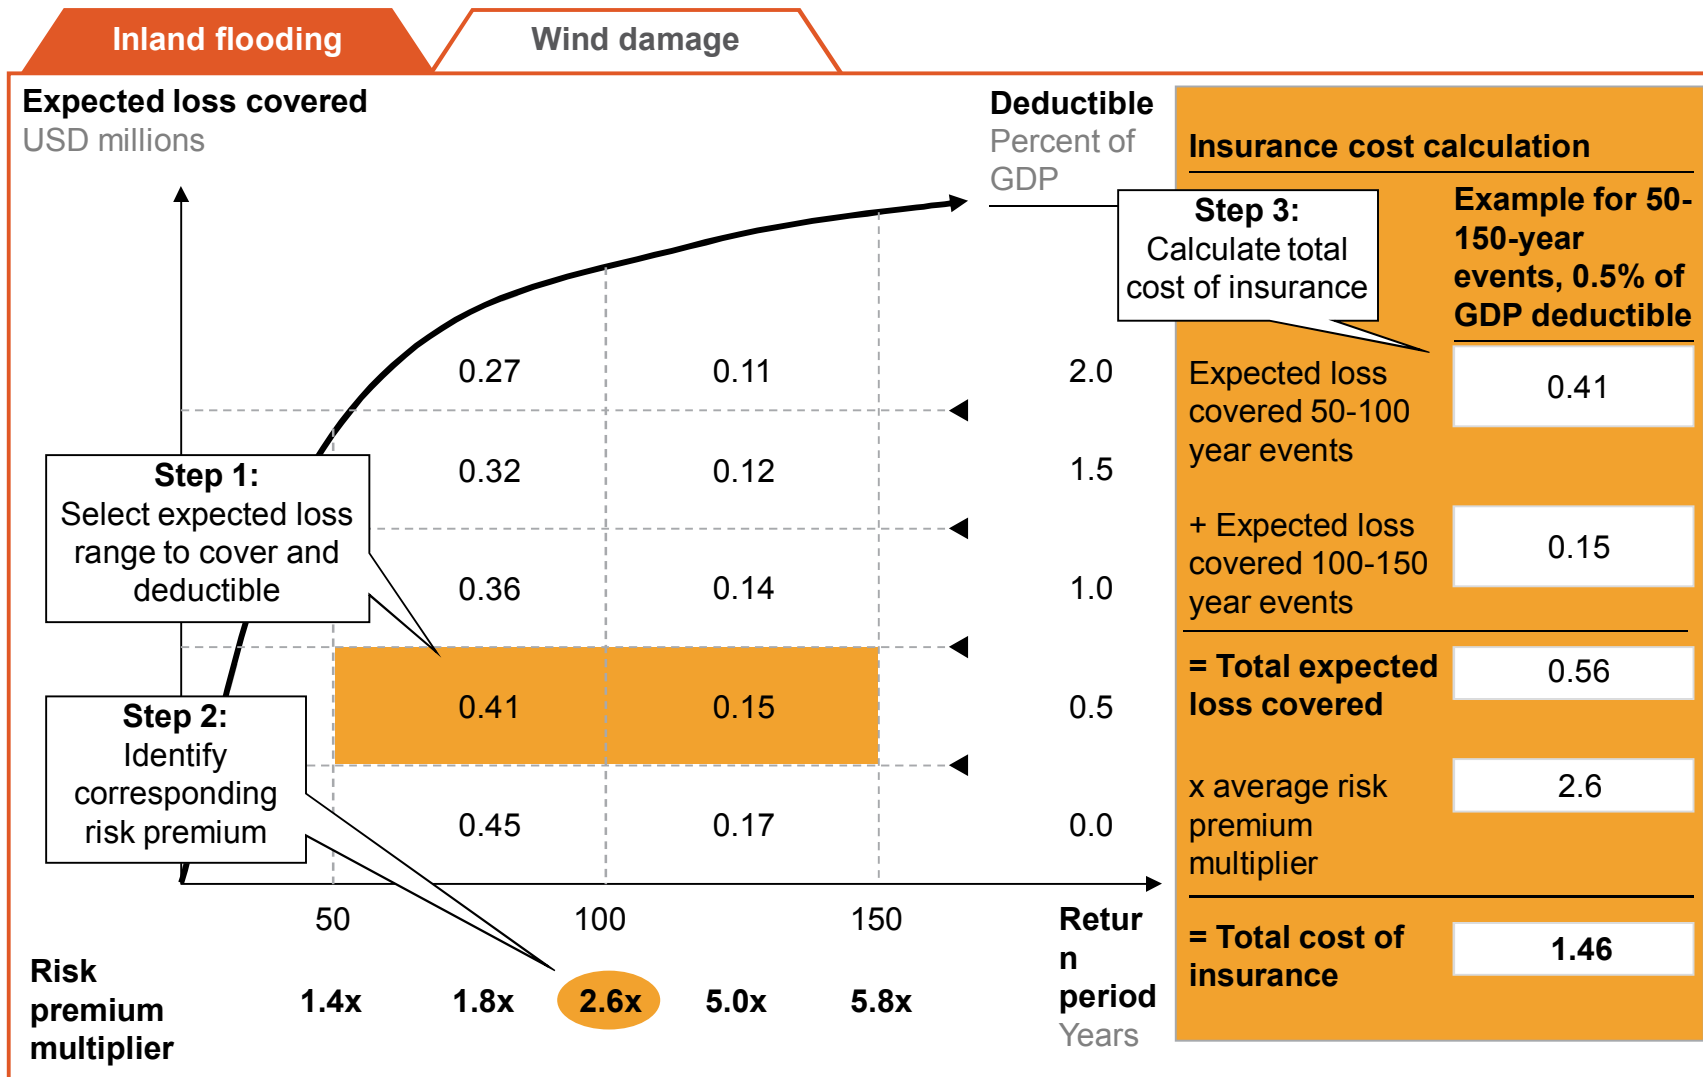 Inland flooding
Wind damage
Expected loss covered
USD millions
Deductible
Percent of
GDP
0.27
0.11
2.0
0.32
0.12
1.5
0.36
0.14
1.0
0.41
0.15
0.5
0.45
0.17
0.0
Step 1:
Select expected loss
range to cover and
deductible
Step 2:
Identify
corresponding
risk premium
50
100
150
Retur
n
period
Years
Risk
premium
multiplier
1.4x
1.8x
2.6x
5.0x
5.8x
Insurance cost calculation
Step 3:
Calculate total
cost of insurance
Example for 50-
150-year
events, 0.5% of
GDP deductible
Expected loss
covered 50-100
year events
0.41
+ Expected loss
covered 100-150
year events
0.15
= Total expected
loss covered
0.56
x average risk
premium
multiplier
2.6
= Total cost of
insurance
1.46